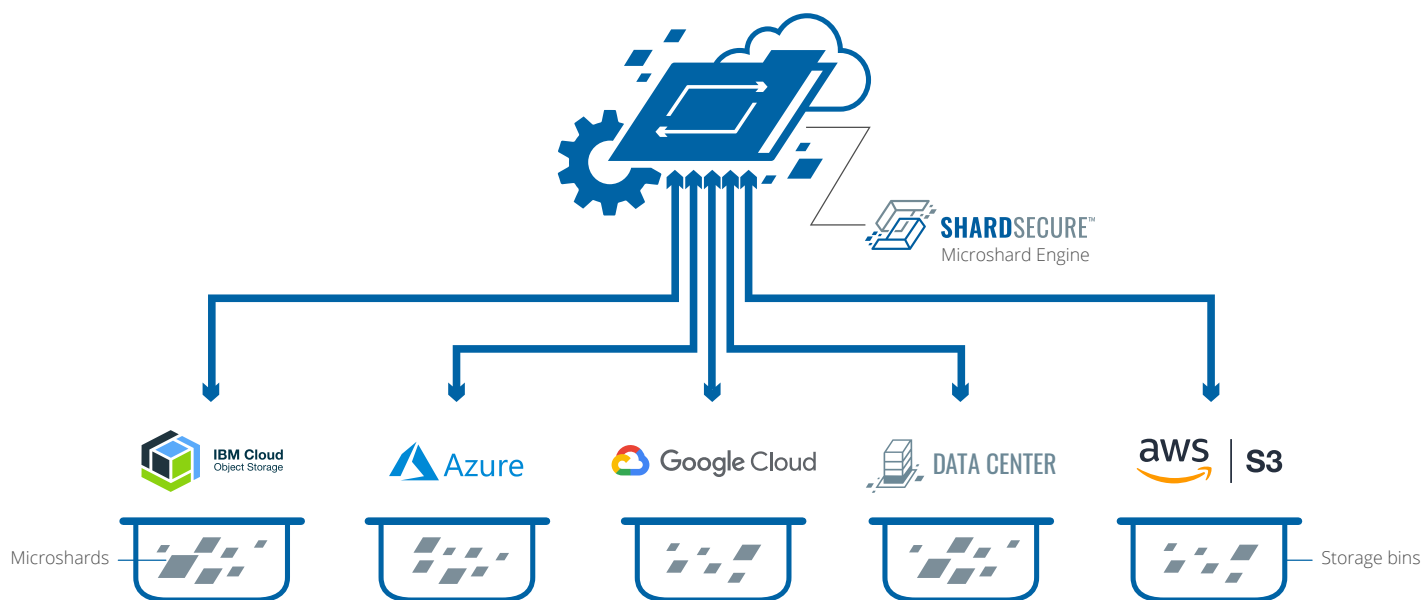 SHARDSECURE™
Microshard Engine
IBM Cloud
Object Storage
Azure
Google Cloud
DATA CENTER
aws | S3
Microshards
Storage bins